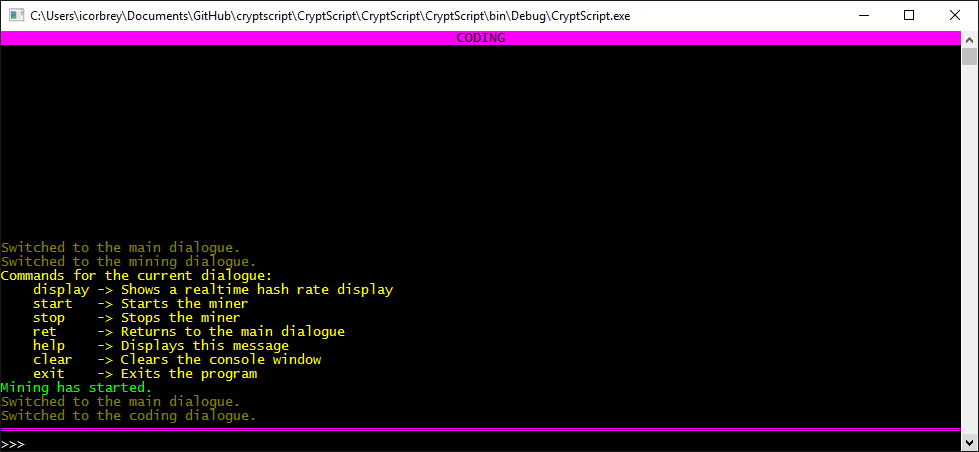 C:\Users\icorbrey\Documents\GitHub\cryptscript\CryptScript\CryptScript\CryptScript\bin\Debug\CryptScript.exe
CODING
Switched to the main dialogue.
Switched to the mining dialogue.
Commands for the current dialogue:
    display -> Shows a realtime hash rate display
    start   -> Starts the miner
    stop    -> Stops the miner
    ret     -> Returns to the main dialogue
    help    -> Displays this message
    clear   -> Clears the console window
    exit    -> Exits the program
Mining has started.
Switched to the main dialogue.
Switched to the coding dialogue.
>>>